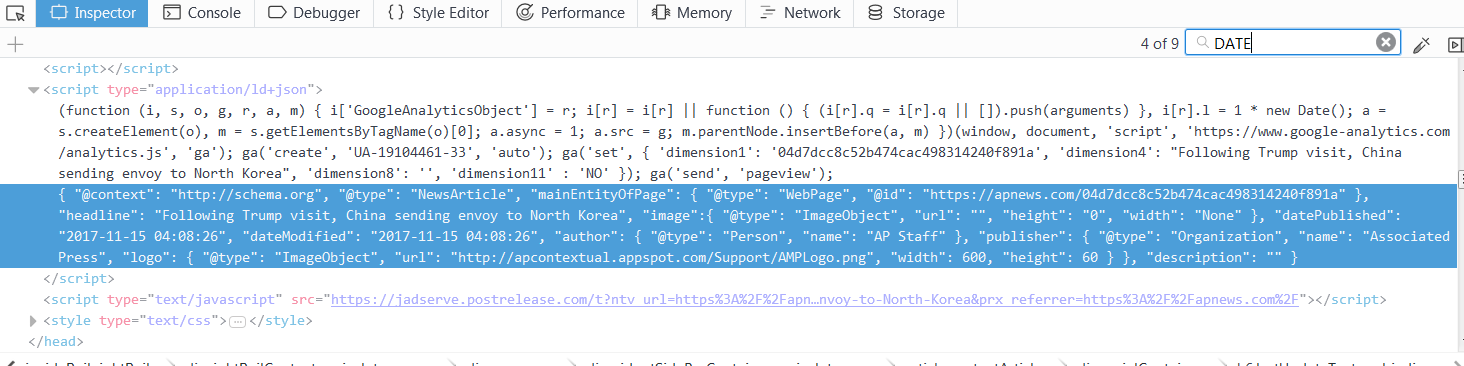 Inspector Console Debugger Style Editor Performance Memory Network Storage
4 of 9 DATE
<script></script>
<script type="application/ld+json">
(function (i, s, o, g, r, a, m) { i['GoogleAnalyticsObject'] = r; i[r] = i[r] || function () { (i[r].q = i[r].q || []).push(arguments) }, i[r].l = 1 * new Date(); a =
s.createElement(o), m = s.getElementsByTagName(o)[0]; a.async = 1; a.src = g; m.parentNode.insertBefore(a, m) })(window, document, 'script', 'https://www.google-analytics.com
/analytics.js', 'ga'); ga('create', 'UA-19104461-33', 'auto'); ga('set', { 'dimension1': '04d7dcc8c52b474cac498314240f891a', 'dimension4': "Following Trump visit, China
sending envoy to North Korea", 'dimension8': '', 'dimension11' : 'NO' }); ga('send', 'pageview');
{ "@context": "http://schema.org", "@type": "NewsArticle", "mainEntityOfPage": { "@type": "WebPage", "@id": "https://apnews.com/04d7dcc8c52b474cac498314240f891a" },
"headline": "Following Trump visit, China sending envoy to North Korea", "image":{ "@type": "ImageObject", "url": "", "height": "0", "width": "None" }, "datePublished":
"2017-11-15 04:08:26", "dateModified": "2017-11-15 04:08:26", "author": { "@type": "Person", "name": "AP Staff" }, "publisher": { "@type": "Organization", "name": "Associated
Press", "logo": { "@type": "ImageObject", "url": "http://apcontextual.appspot.com/Support/AMPLogo.png", "width": 600, "height": 60 } }, "description": "" }
</script>
<script type="text/javascript" src="https://jadserve.postrelease.com/t?ntv_url=https%3A%2F%2Fapn…nvoy-to-North-Korea&prx_referrer=https%3A%2F%2Fapnews.com%2F"></script>
<style type="text/css"></style>
</head>